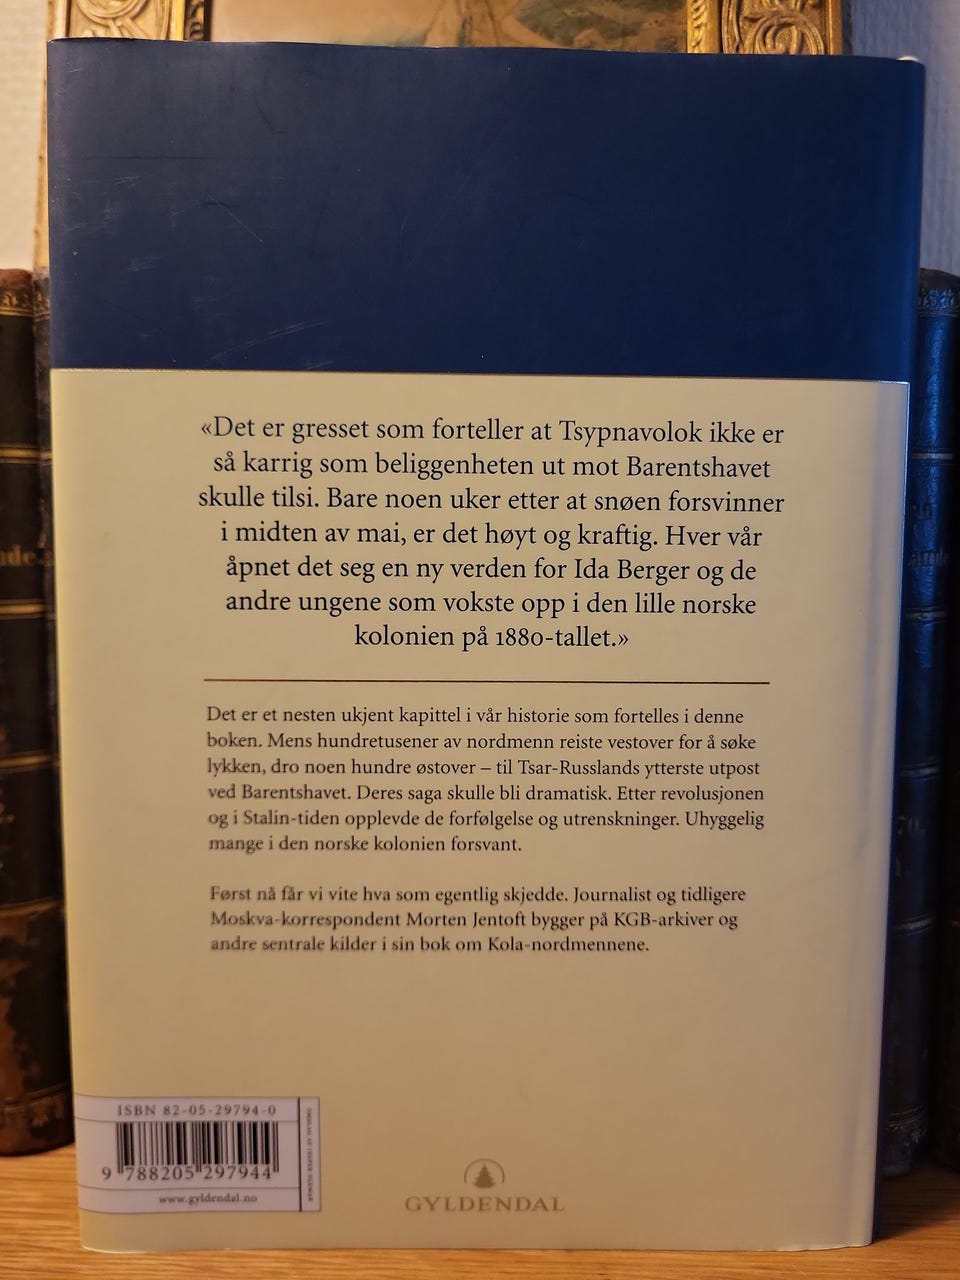 «Det er gresset som forteller at Tsypnavolok ikke er
så karrig som beliggenheten ut mot Barentshavet
skulle tilsi. Bare noen uker etter at snøen forsvinner
i midten av mai, er det høyt og kraftig. Hver vår
åpnet det seg en ny verden for Ida Berger og de
andre ungene som vokste opp i den lille norske
kolonien på 1880-tallet.»
Det er et nesten ukjent kapittel i vår historie som fortelles i denne
boken. Mens hundretusener av nordmenn reiste vestover for å søke
lykken, dro noen hundre østover – til Tsar-Russlands ytterste utpost
ved Barentshavet. Deres saga skulle bli dramatisk. Etter revolusjonen
og i Stalin-tiden opplevde de forfølgelse og utrenskninger. Uhyggelig
mange i den norske kolonien forsvant.
Først nå får vi vite hva som egentlig skjedde. Journalist og tidligere
Moskva-korrespondent Morten Jentoft bygger på KGB-arkiver og
andre sentrale kilder i sin bok om Kola-nordmennene.
ISBN 82-05-29794-0
9 788205 297944
www.gyldendal.no
GYLDENDAL